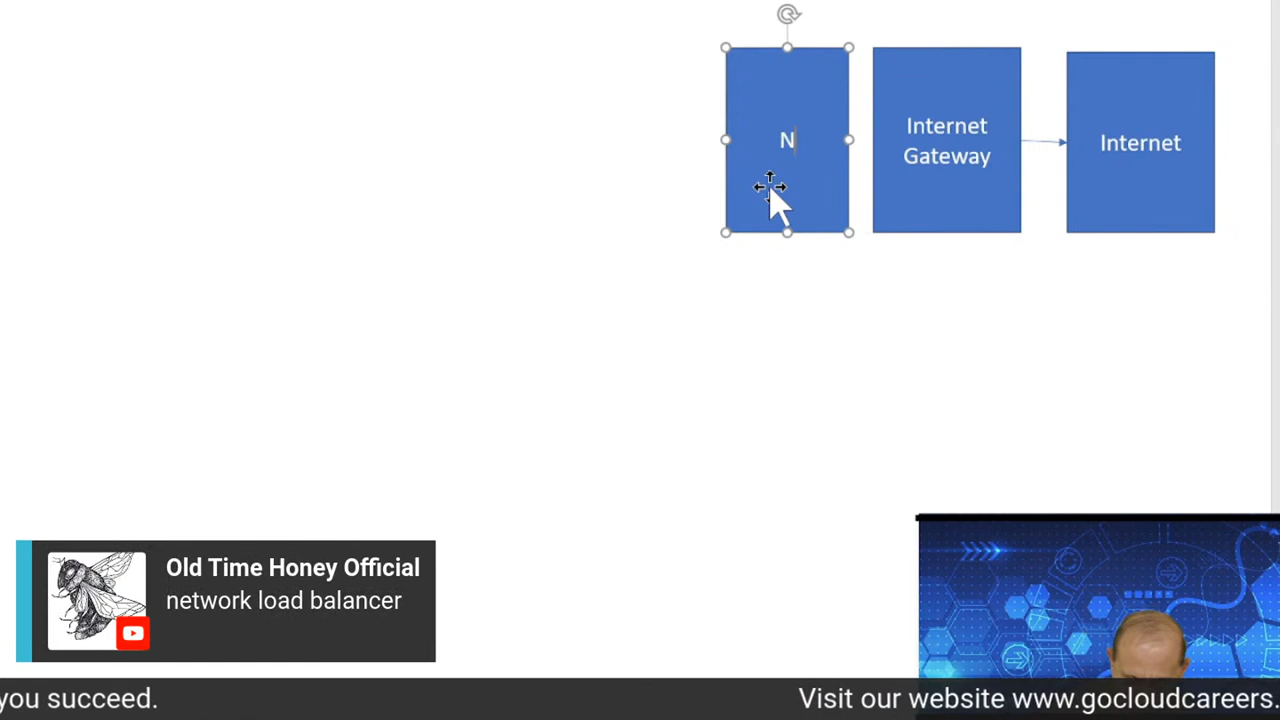 N
Internet
Gateway
Internet
Old Time Honey Official
network load balancer
you succeed.
Visit our website www.gocloudcareers.